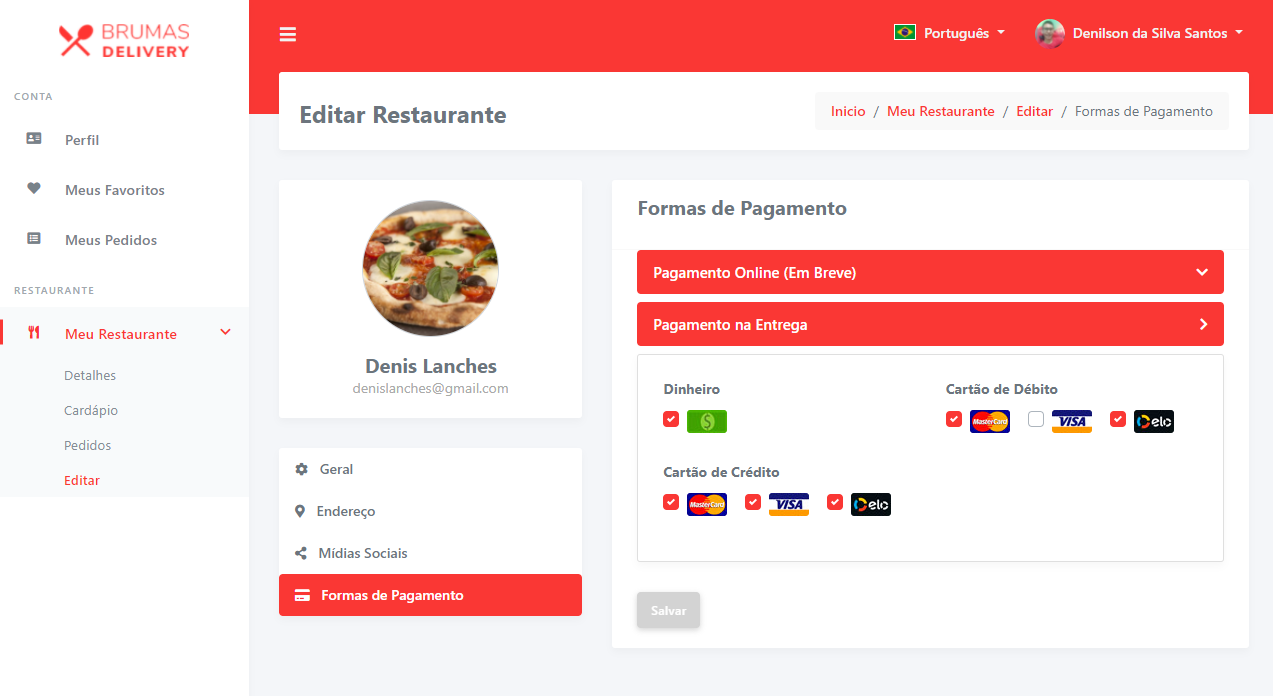 BRUMAS
DELIVERY
Português
Denilson da Silva Santos
CONTA
Perfil
Meus Favoritos
Meus Pedidos
RESTAURANTE
Meu Restaurante
Detalhes
Cardápio
Pedidos
Editar
Editar Restaurante
Inicio / Meu Restaurante / Editar / Formas de Pagamento
Denis Lanches
denislanches@gmail.com
Geral
Endereço
Mídias Sociais
Formas de Pagamento
Formas de Pagamento
Pagamento Online (Em Breve)
Pagamento na Entrega
Dinheiro
$
Cartão de Débito
MasterCard VISA elo
Cartão de Crédito
MasterCard VISA elo
Salvar